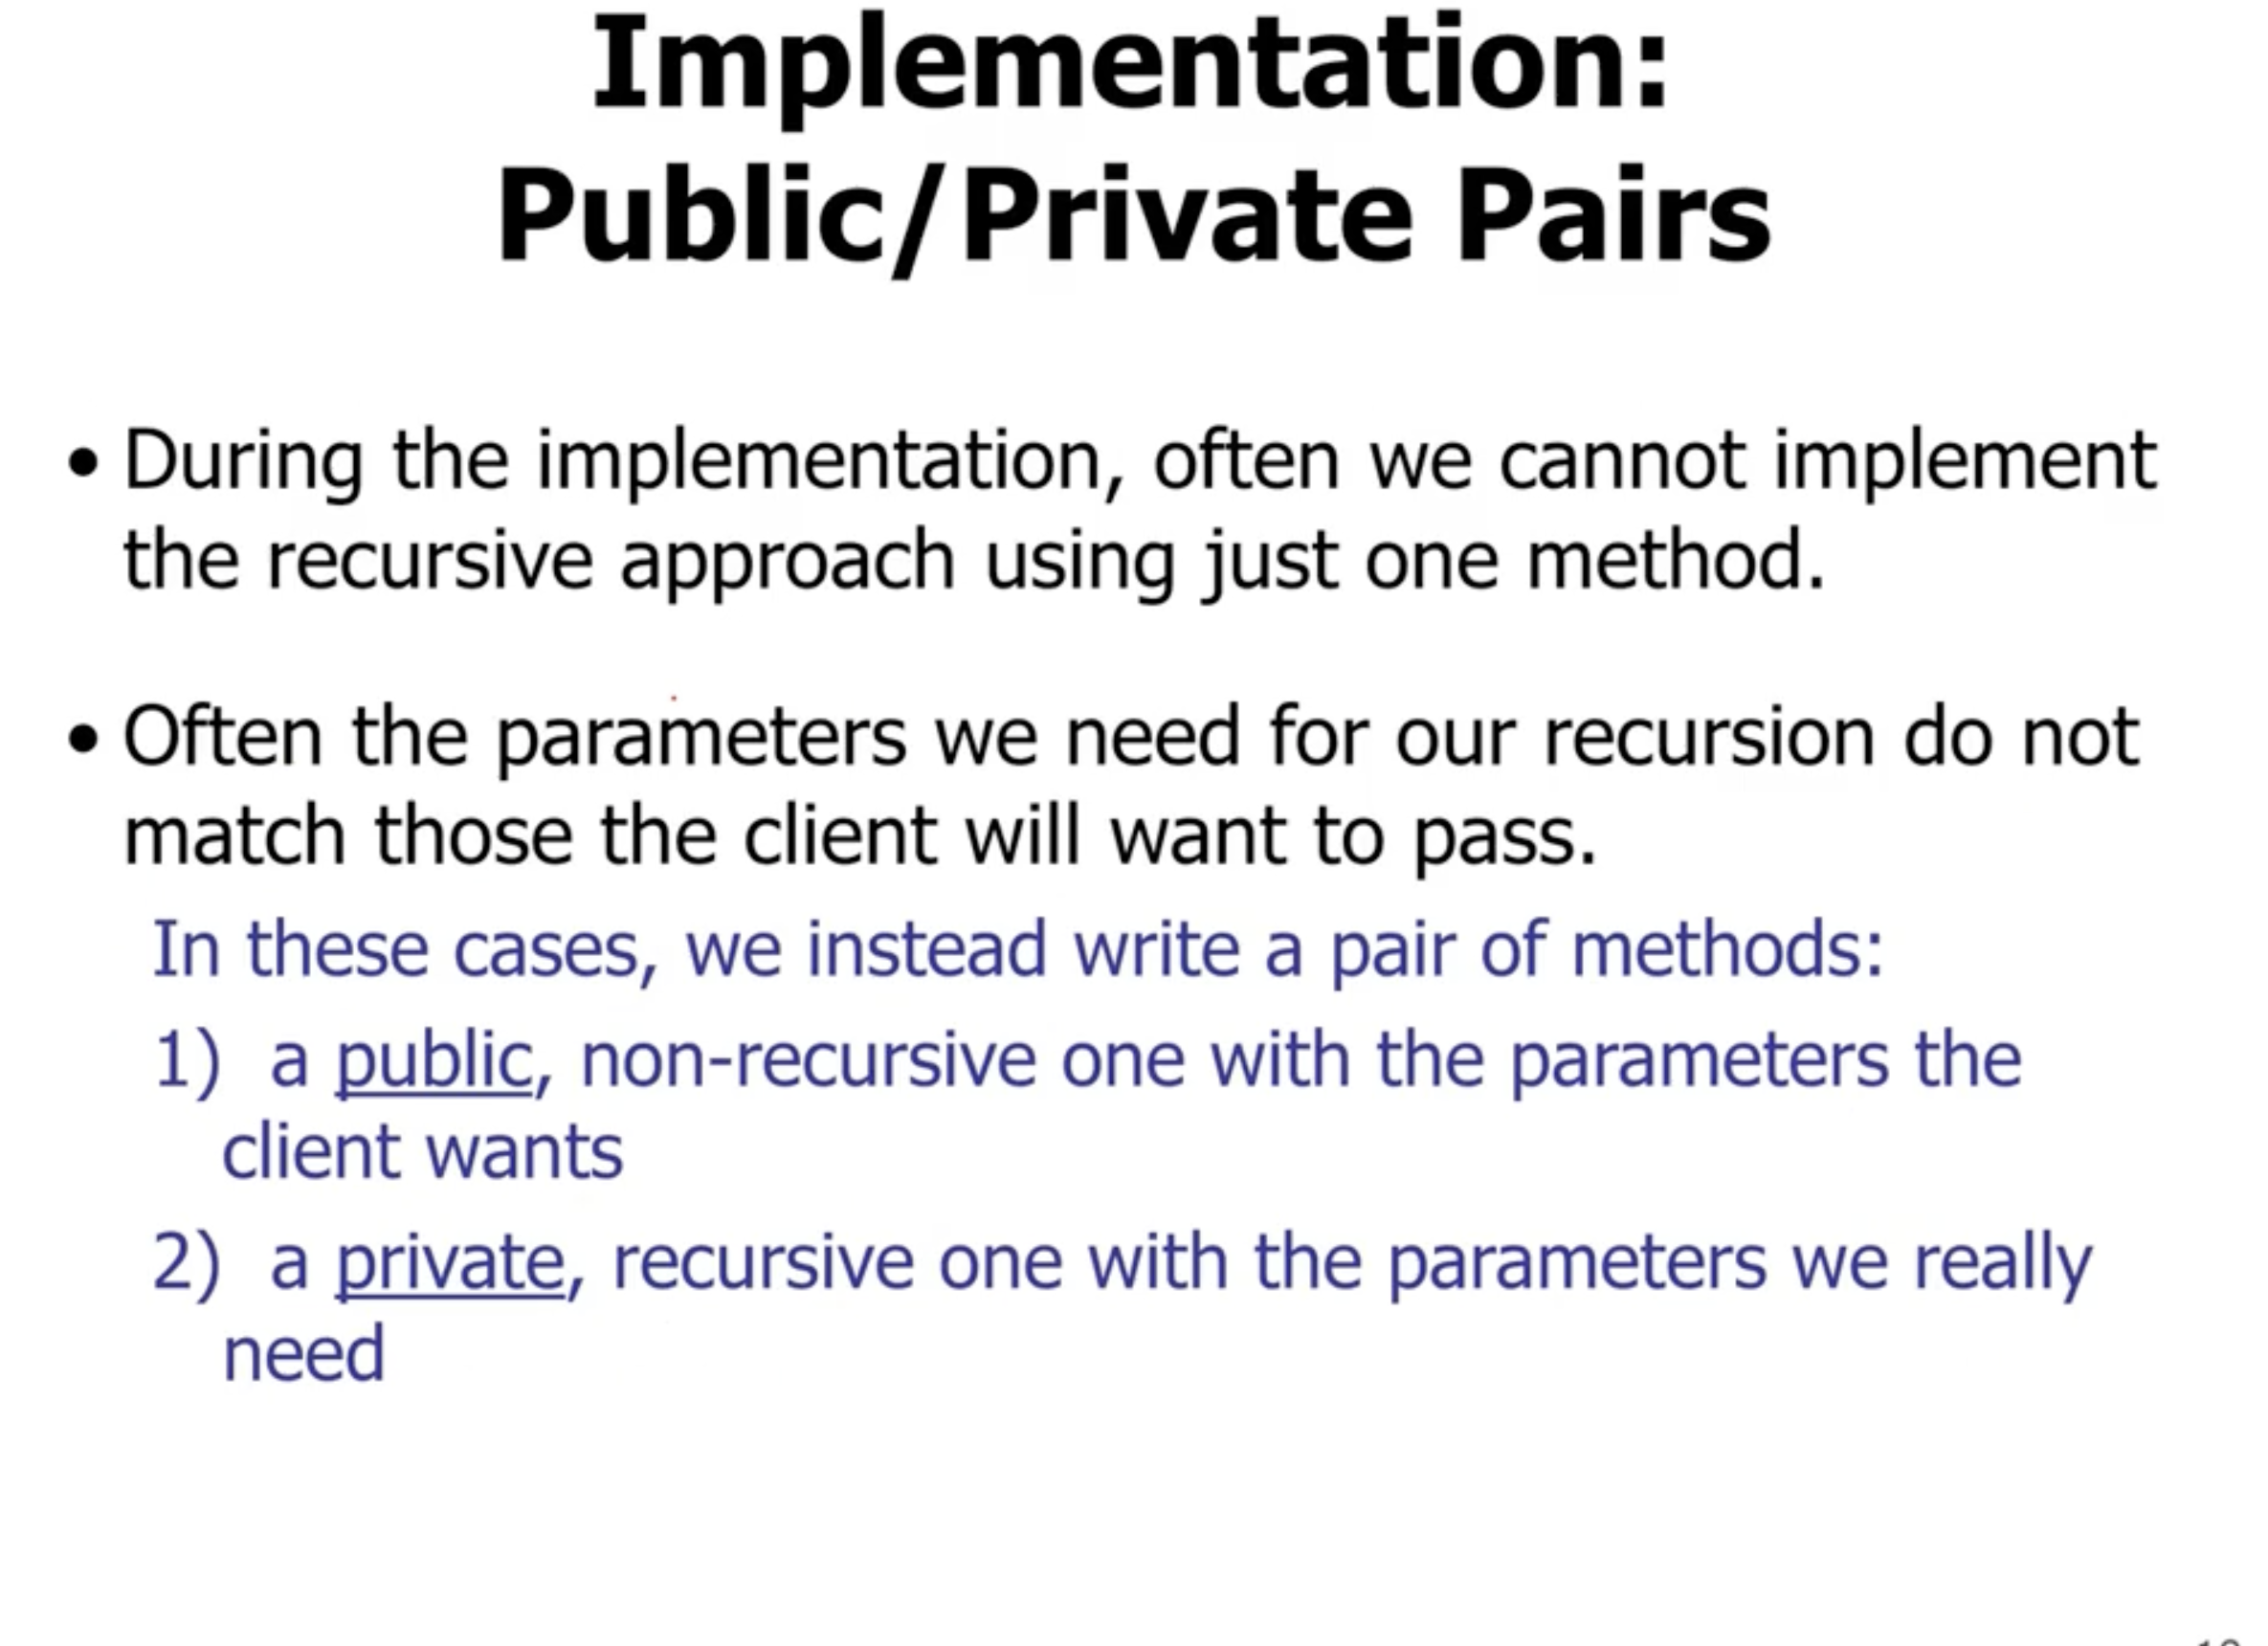 Implementation:
Public/Private Pairs
• During the implementation, often we cannot implement
the recursive approach using just one method.
• Often the parameters we need for our recursion do not
match those the client will want to pass.
In these cases, we instead write a pair of methods:
1) a public, non-recursive one with the parameters the
client wants
2) a private, recursive one with the parameters we really
need